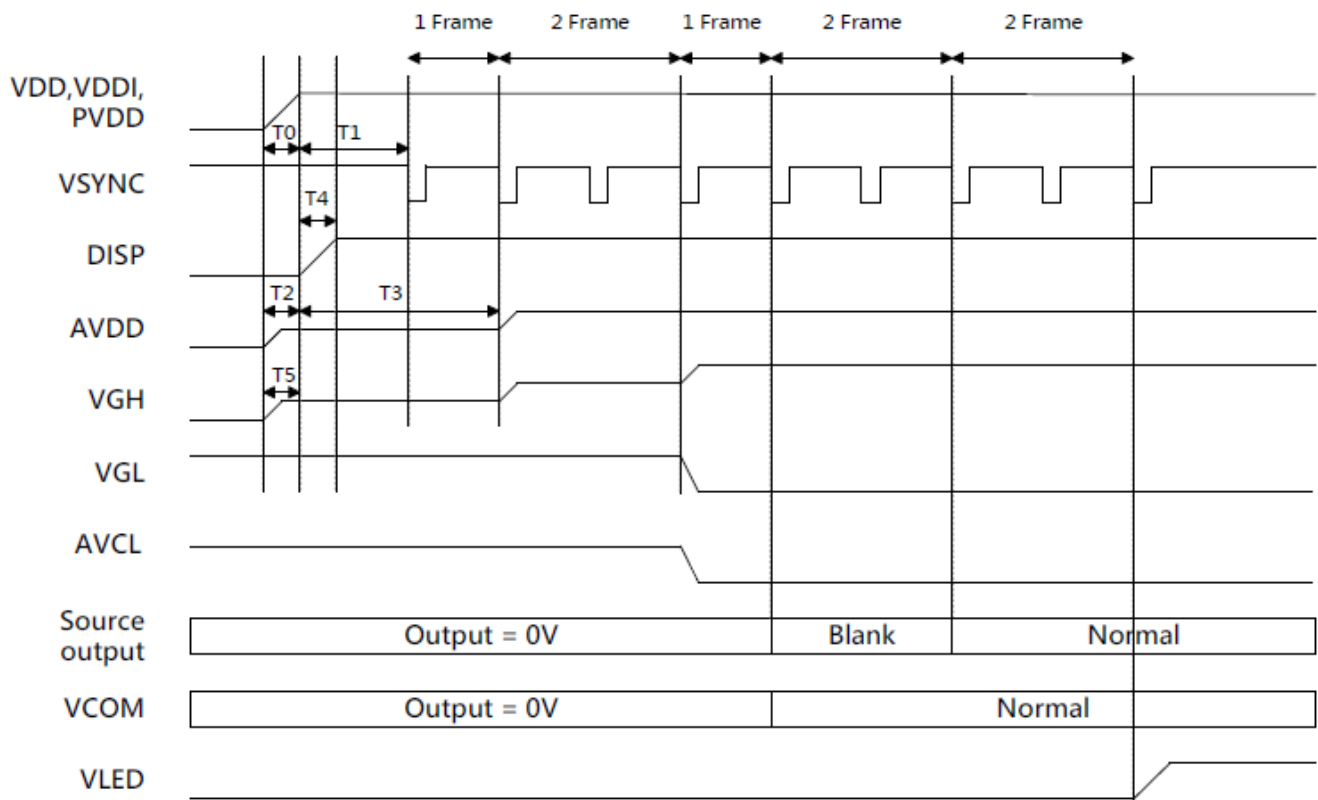 1 Frame 2 Frame 1 Frame 2 Frame 2 Frame
VDD,VDDI,
PVDD
T0 T1
VSYNC
T4
DISP
T2 T3
AVDD
T5
VGH
VGL
AVCL
Source
output
Output = 0V Blank Normal
VCOM Output = 0V Normal
VLED